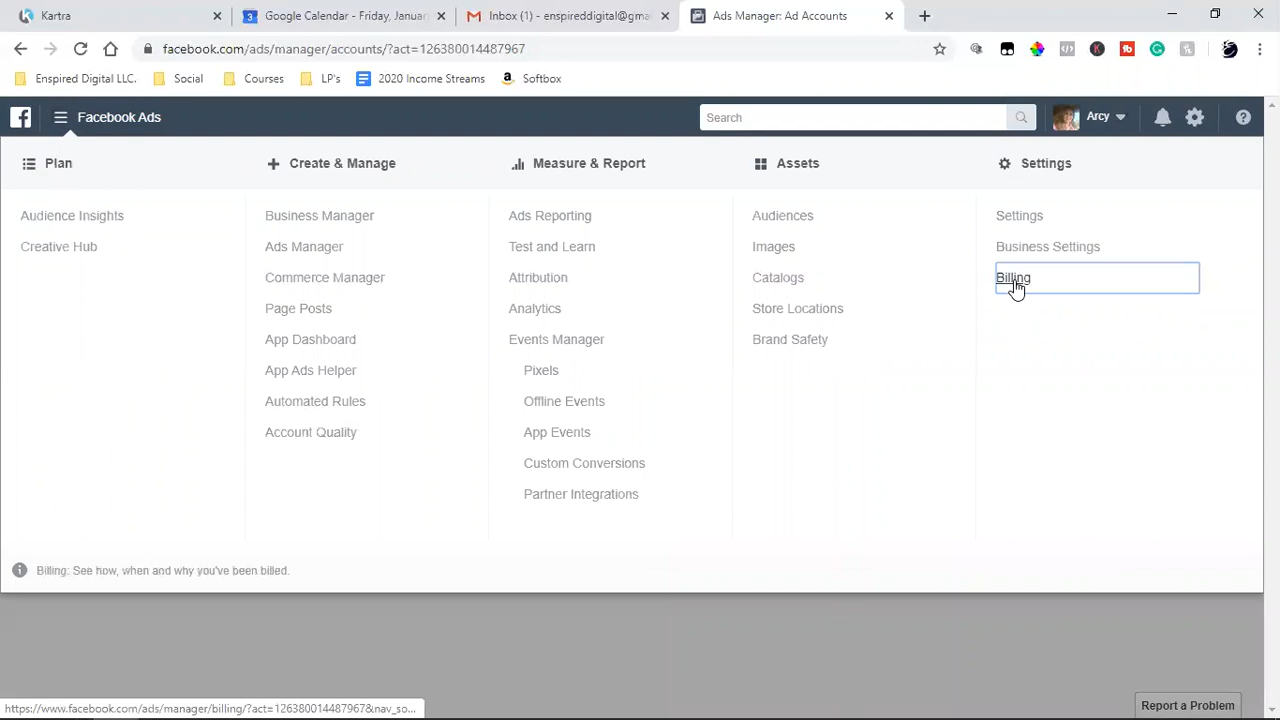 Kartra
Google Calendar - Friday, Januar
Inbox (1) - enspireddigital@gma
Ads Manager: Ad Accounts
facebook.com/ads/manager/accounts/?act=126380014487967
Enspired Digital LLC.
Social
Courses
LP's
2020 Income Streams
Softbox
Facebook Ads
Search
Arcy
Plan
Create & Manage
Measure & Report
Assets
Settings
Audience Insights
Business Manager
Ads Reporting
Audiences
Settings
Creative Hub
Ads Manager
Test and Learn
Images
Business Settings
Commerce Manager
Attribution
Catalogs
Billing
Page Posts
Analytics
Store Locations
App Dashboard
Events Manager
Brand Safety
App Ads Helper
Pixels
Automated Rules
Offline Events
Account Quality
App Events
Custom Conversions
Partner Integrations
Billing: See how, when and why you've been billed.
https://www.facebook.com/ads/manager/billing/?act=126380014487967&nav_so...
Report a Problem